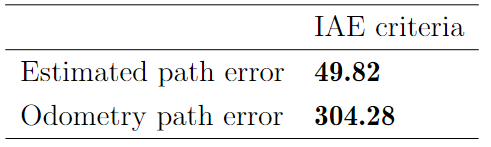 IAE criteria
Estimated path error 49.82
Odometry path error 304.28